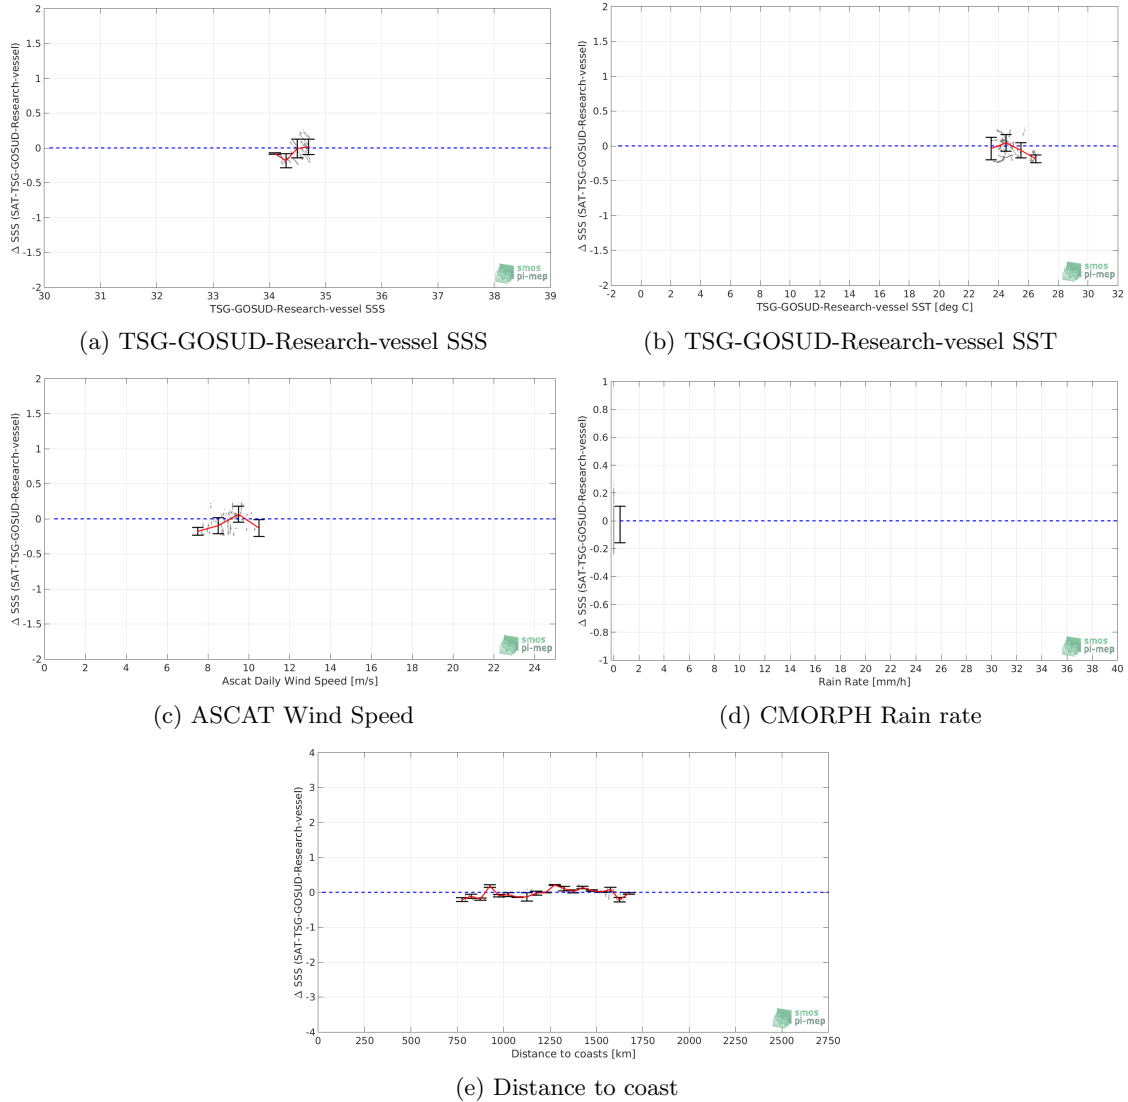 2
1.5
1
0.5
0
-0.5
-1
-1.5
-2
Δ SSS (SAT-TSG-GOSUD-Research-vessel)
30 31 32 33 34 35 36 37 38 39
TSG-GOSUD-Research-vessel SSS
smos
pi-mep
(a) TSG-GOSUD-Research-vessel SSS
2
1.5
1
0.5
0
-0.5
-1
-1.5
-2
Δ SSS (SAT-TSG-GOSUD-Research-vessel)
-2 0 2 4 6 8 10 12 14 16 18 20 22 24 26 28 30 32
TSG-GOSUD-Research-vessel SST [deg C]
smos
pi-mep
(b) TSG-GOSUD-Research-vessel SST
2
1.5
1
0.5
0
-0.5
-1
-1.5
-2
Δ SSS (SAT-TSG-GOSUD-Research-vessel)
0 2 4 6 8 10 12 14 16 18 20 22 24
Ascat Daily Wind Speed [m/s]
smos
pi-mep
(c) ASCAT Wind Speed
1
0.8
0.6
0.4
0.2
0
-0.2
-0.4
-0.6
-0.8
-1
Δ SSS (SAT-TSG-GOSUD-Research-vessel)
0 2 4 6 8 10 12 14 16 18 20 22 24 26 28 30 32 34 36 38 40
Rain Rate [mm/h]
smos
pi-mep
(d) CMORPH Rain rate
4
3
2
1
0
-1
-2
-3
-4
Δ SSS (SAT-TSG-GOSUD-Research-vessel)
0 250 500 750 1000 1250 1500 1750 2000 2250 2500 2750
Distance to coasts [km]
smos
pi-mep
(e) Distance to coast